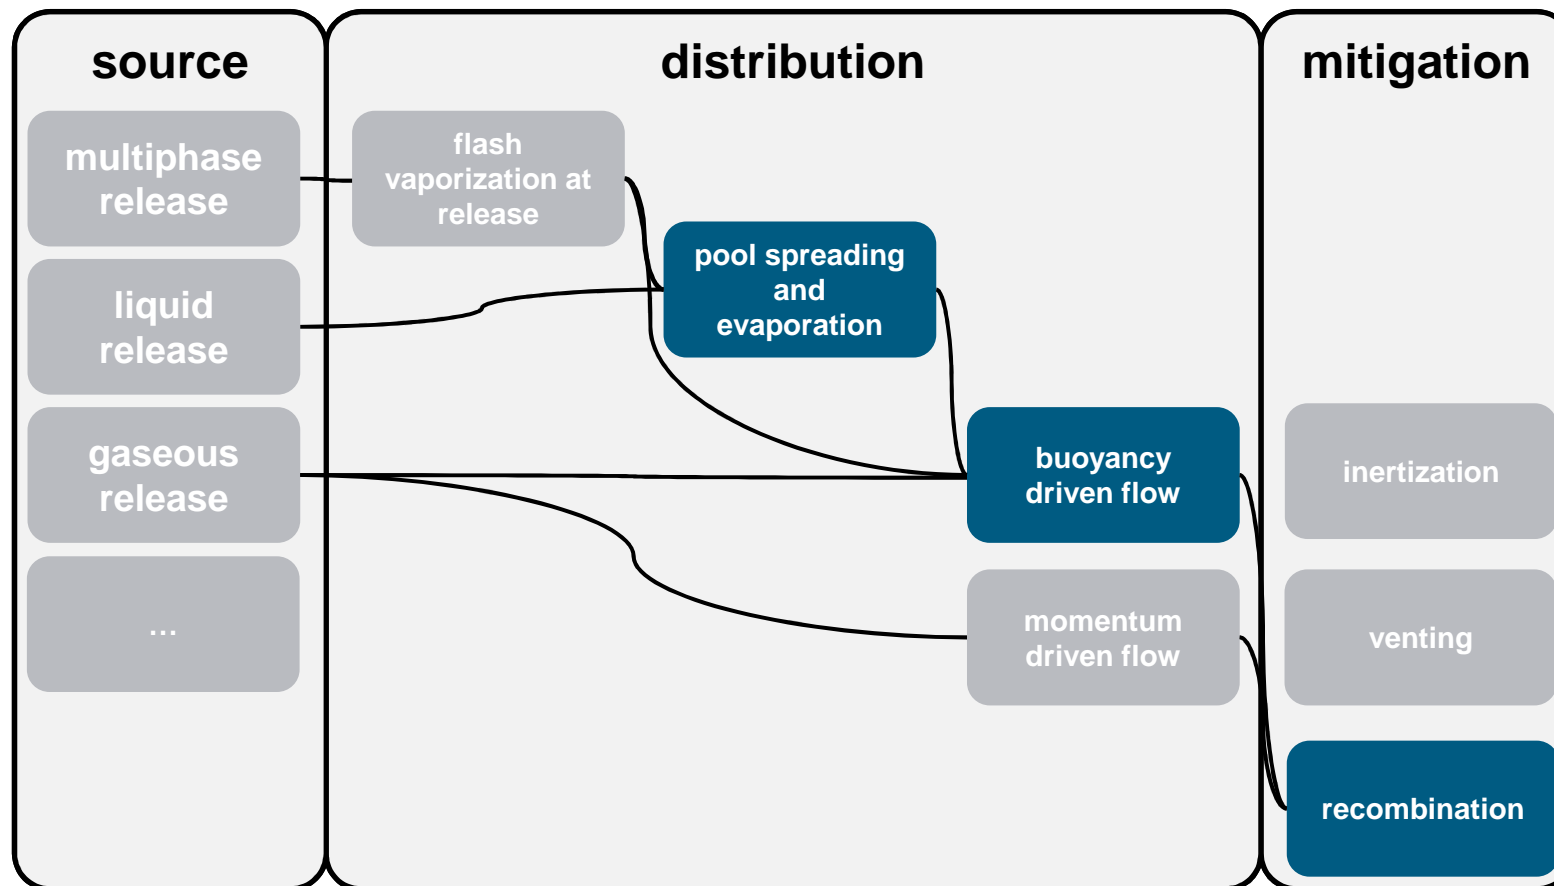 source
distribution
mitigation
multiphase
release
flash
vaporization at
release
pool spreading
and
evaporation
liquid
release
gaseous
release
buoyancy
driven flow
inertization
...
momentum
driven flow
venting
recombination